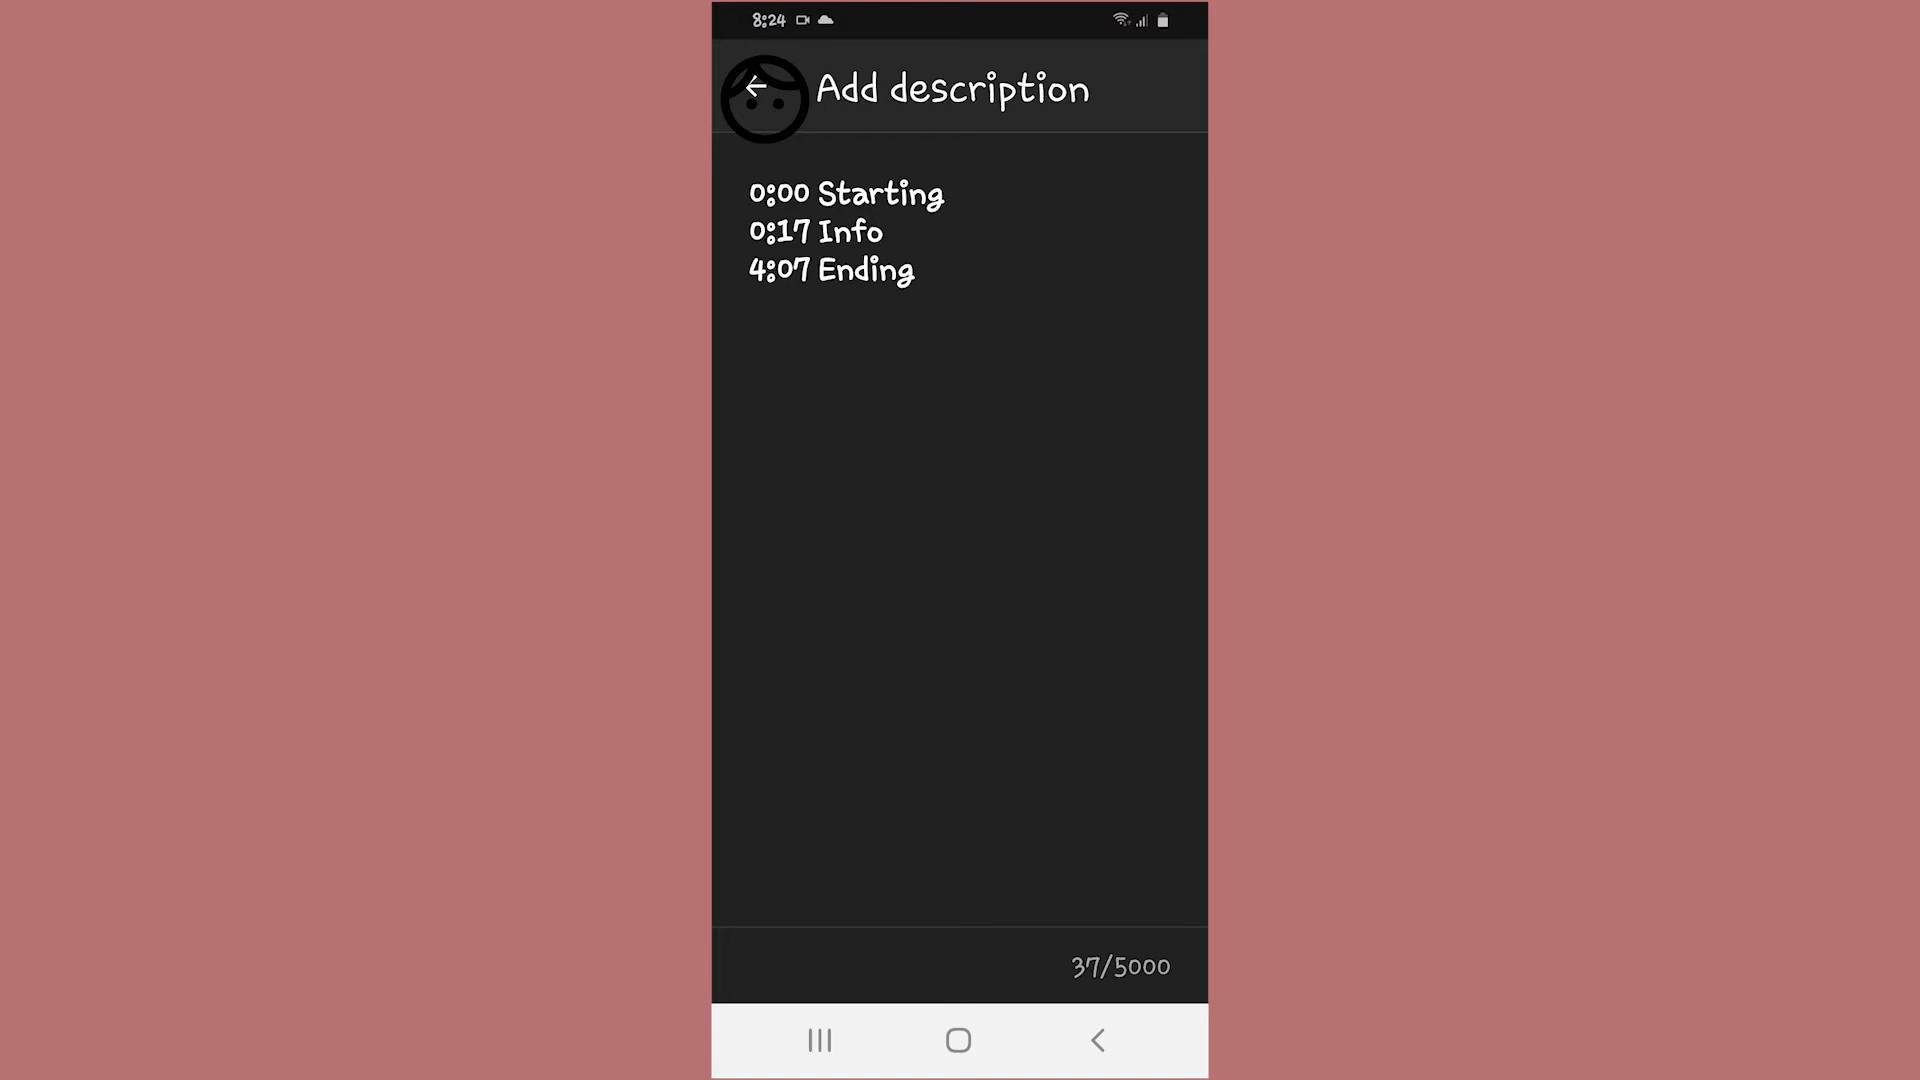 8:24
Add description
0:00 Starting
0:17 Info
4:07 Ending
37/5000